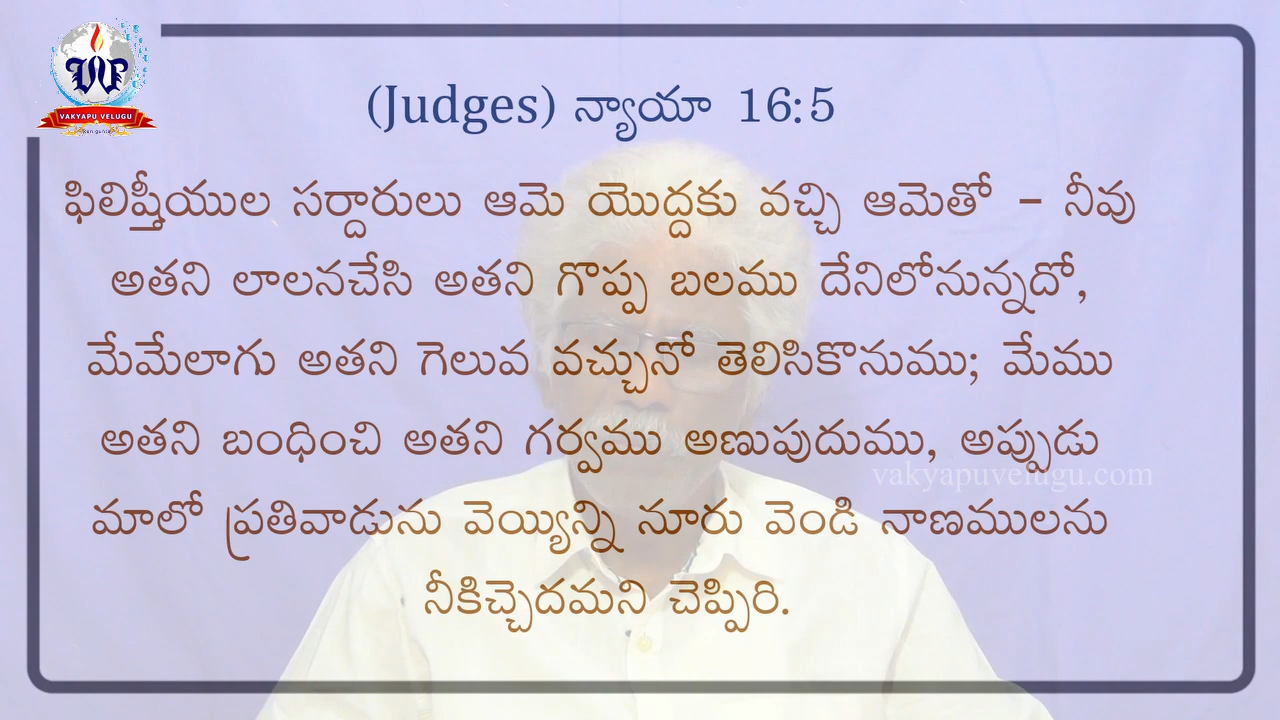 VAKYAPU VELUGU
(Judges) న్యాయా 16:5
ఫిలిష్తీయుల సర్దారులు ఆమె యొద్దకు వచ్చి ఆమెతో - నీవు
అతని లాలనచేసి అతని గొప్ప బలము దేనిలోనున్నదో,
మేమేలాగు అతని గెలువ వచ్చునో తెలిసికొనుము; మేము
అతని బంధించి అతని గర్వము అణుపుదుము, అప్పుడు
vakyapuvelugu.com
మాలో ప్రతివాడును వెయ్యిన్ని నూరు వెండి నాణములను
నీకిచ్చెదమని చెప్పిరి.